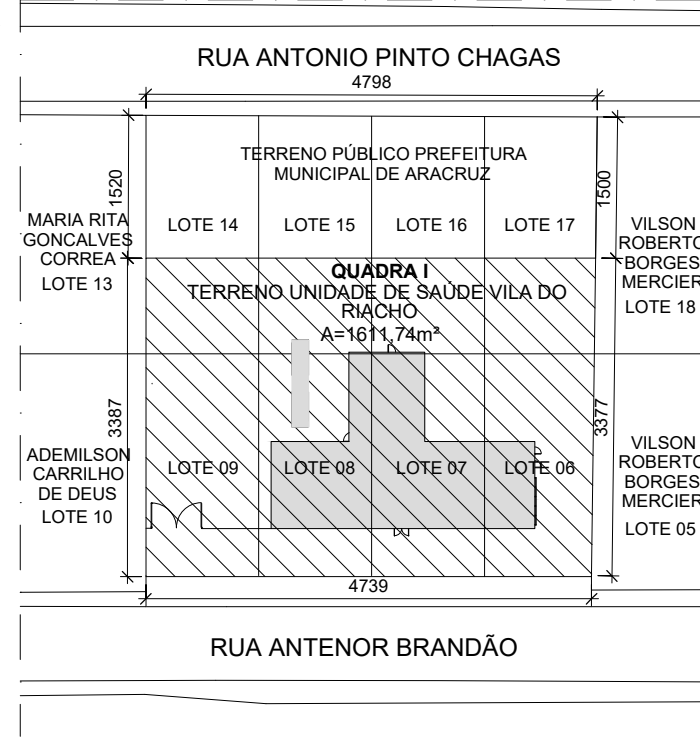 RUA ANTONIO PINTO CHAGAS
4798
TERRENO PÚBLICO PREFEITURA
MUNICIPAL DE ARACRUZ
1520
1500
MARIA RITA
GONCALVES
CORREA
LOTE 13
LOTE 14
LOTE 15
LOTE 16
LOTE 17
VILSON
ROBERTO
BORGES
MERCIER
LOTE 18
QUADRA I
TERRENO UNIDADE DE SAÚDE VILA DO
RIACHO
A=1611,74m²
3387
3377
ADEMILSON
CARRILHO
DE DEUS
LOTE 10
LOTE 09
LOTE 08
LOTE 07
LOTE 06
VILSON
ROBERTO
BORGES
MERCIER
LOTE 05
4739
RUA ANTENOR BRANDÃO